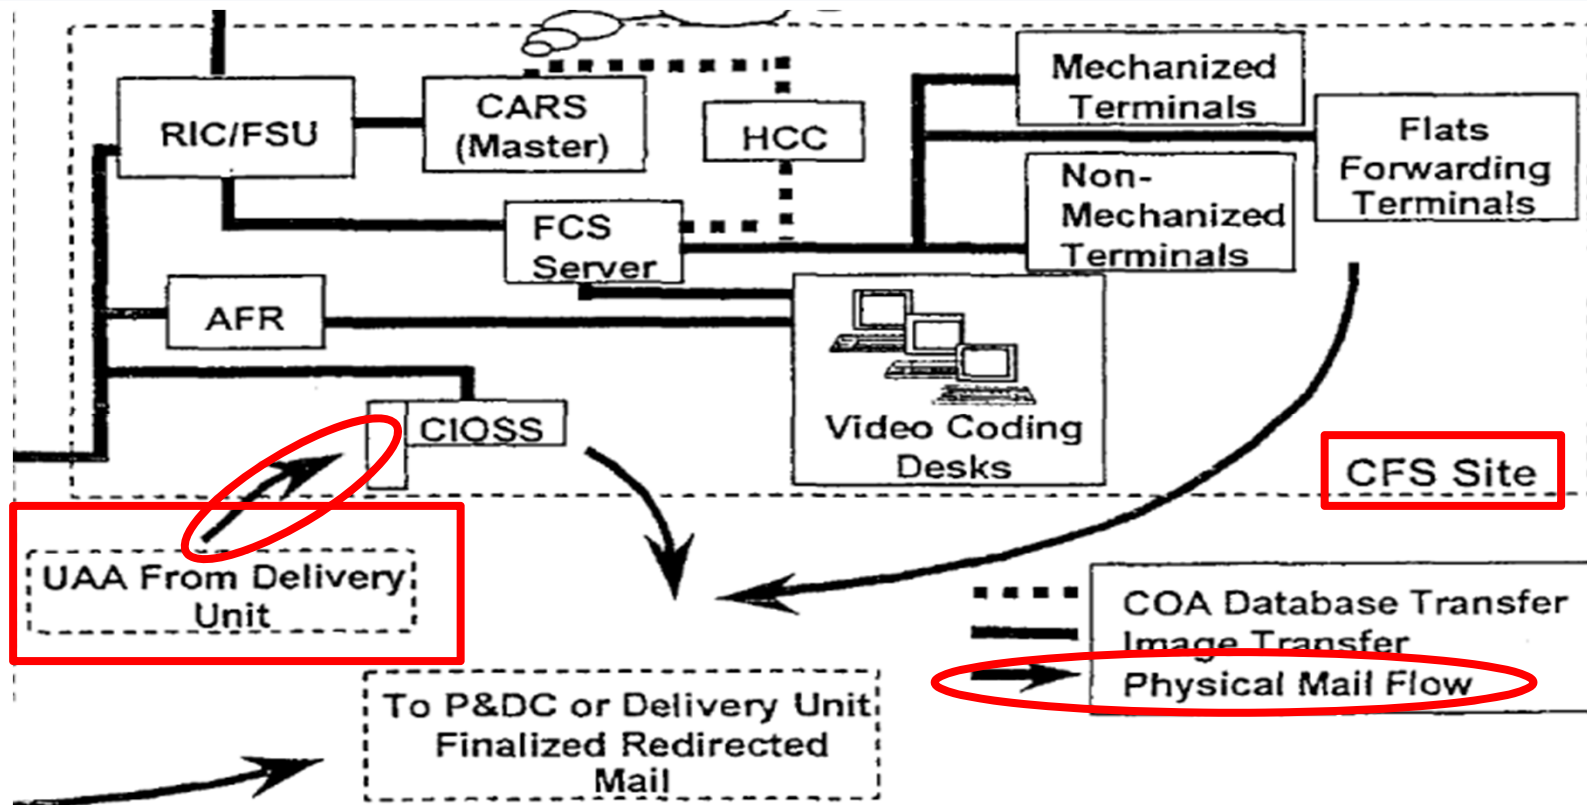 RIC/FSU
CARS
(Master)
HCC
Mechanized
Terminals
Flats
Forwarding
Terminals
Non-
Mechanized
Terminals
FCS
Server
AFR
CIOSS
Video Coding
Desks
CFS Site
UAA From Delivery
Unit
COA Database Transfer
Image Transfer
Physical Mail Flow
To P&DC or Delivery Unit
Finalized Redirected
Mail